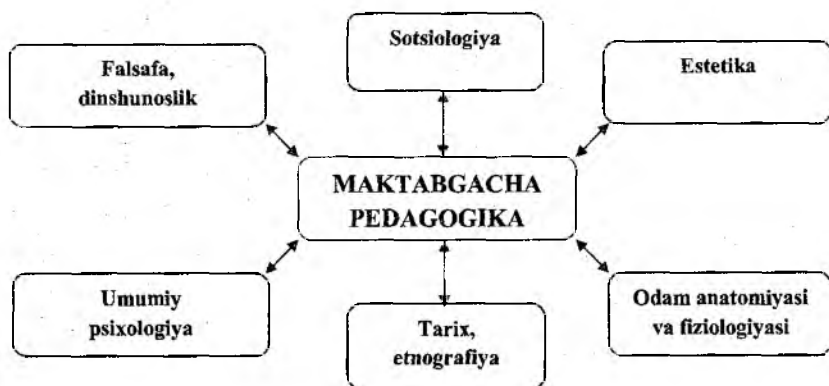 Sotsiologiya
Falsafa,
dinshunoslik
Estetika
MAKTABGACHA
PEDAGOGIKA
Umumiy
psixologiya
Tarix,
etnografiya
Odam anatomiyasi
va fiziologiyasi